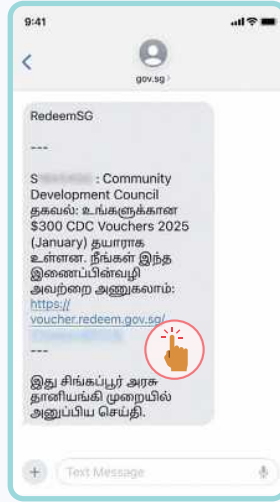 9:41
gov.sg
RedeemSG
---
S : Community
Development Council
தகவல்: உங்களுக்கான
$300 CDC Vouchers 2025
(January) தயாராக
உள்ளன. நீங்கள் இந்த
இணைப்பின்வழி
அவற்றை அணுகலாம்:
https://
voucher.redeem.gov.sg/
---
இது சிங்கப்பூர் அரசு
தானியங்கி முறையில்
அனுப்பிய செய்தி.
Text Message